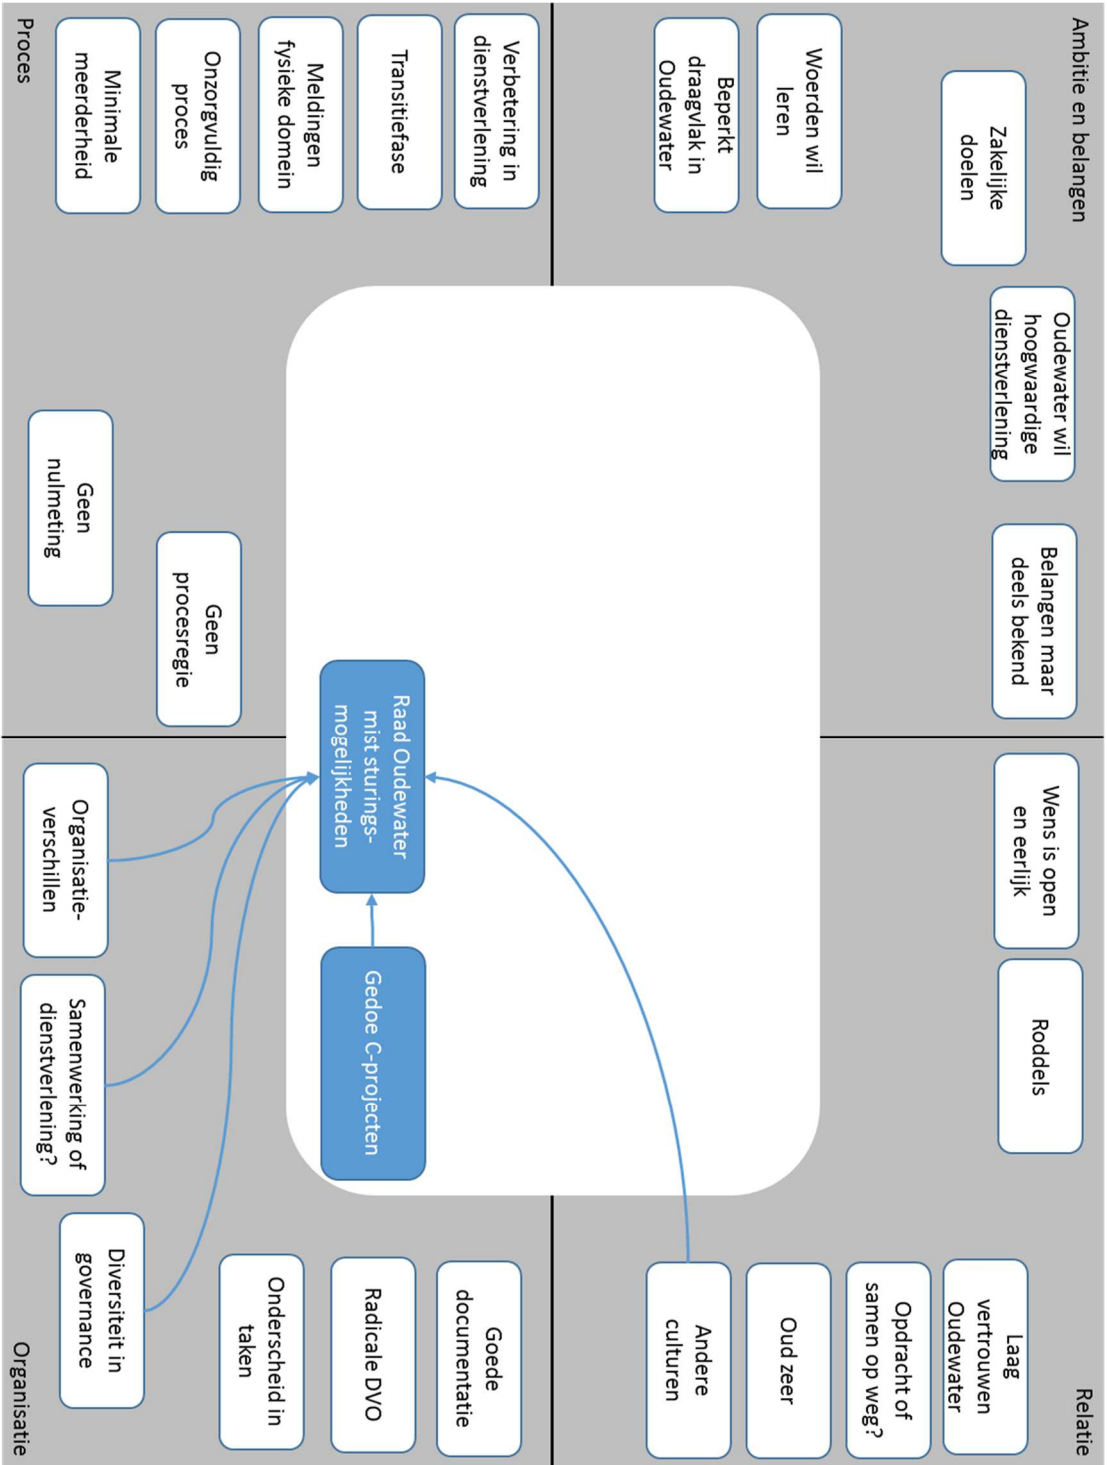 Ambitie en belangen
Zakelijke
doelen
Oudewater wil
hoogwaardige
dienstverlening
Belangen maar
deels bekend
Woerden wil
leren
Beperkt
draagvlak in
Oudewater
Relatie
Wens is open
en eerlijk
Roddels
Laag
vertrouwen
Oudewater
Opdracht of
samen op weg?
Oud zeer
Andere
culturen
Proces
Verbetering in
dienstverlening
Transitiefase
Meldingen
fysieke domein
Onzorgvuldig
proces
Minimale
meerderheid
Geen
procesregie
Geen
nulmeting
Raad Oudewater
mist sturings-
mogelijkheden
Gedoe C-projecten
Organisatie
Goede
documentatie
Radicale DVO
Onderscheid in
taken
Diversiteit in
governance
Organisatie-
verschillen
Samenwerking of
dienstverlening?